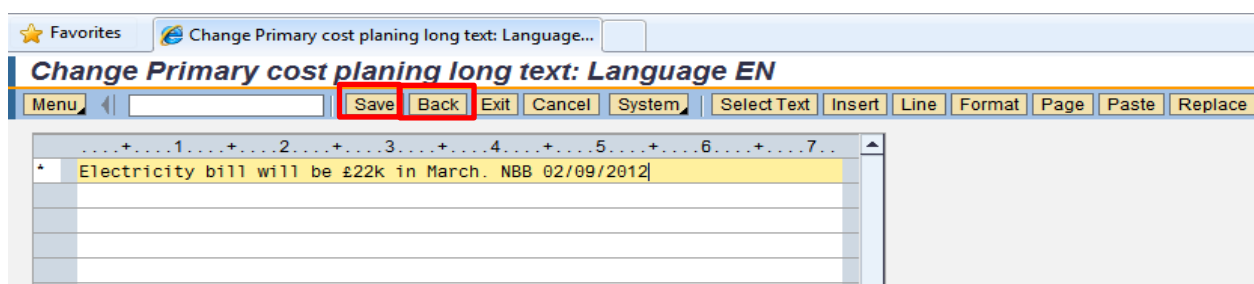 Favorites Change Primary cost planing long text: Language...
Change Primary cost planing long text: Language EN
Menu Save Back Exit Cancel System Select Text Insert Line Format Page Paste Replace
....+....1....+....2....+....3....+....4....+....5....+....6....+....7..
* Electricity bill will be £22k in March. NBB 02/09/2012